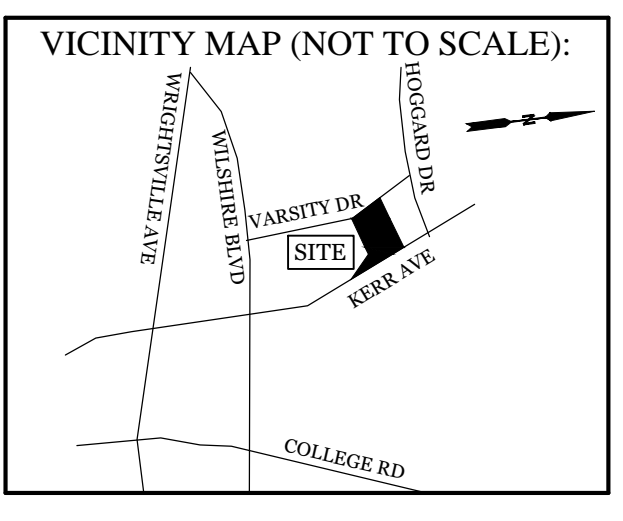 VICINITY MAP (NOT TO SCALE):
WRIGHTSVILLE AVE
WILSHIRE BLVD
HOGGARD DR
N
VARSITY DR
SITE
KERR AVE
COLLEGE RD